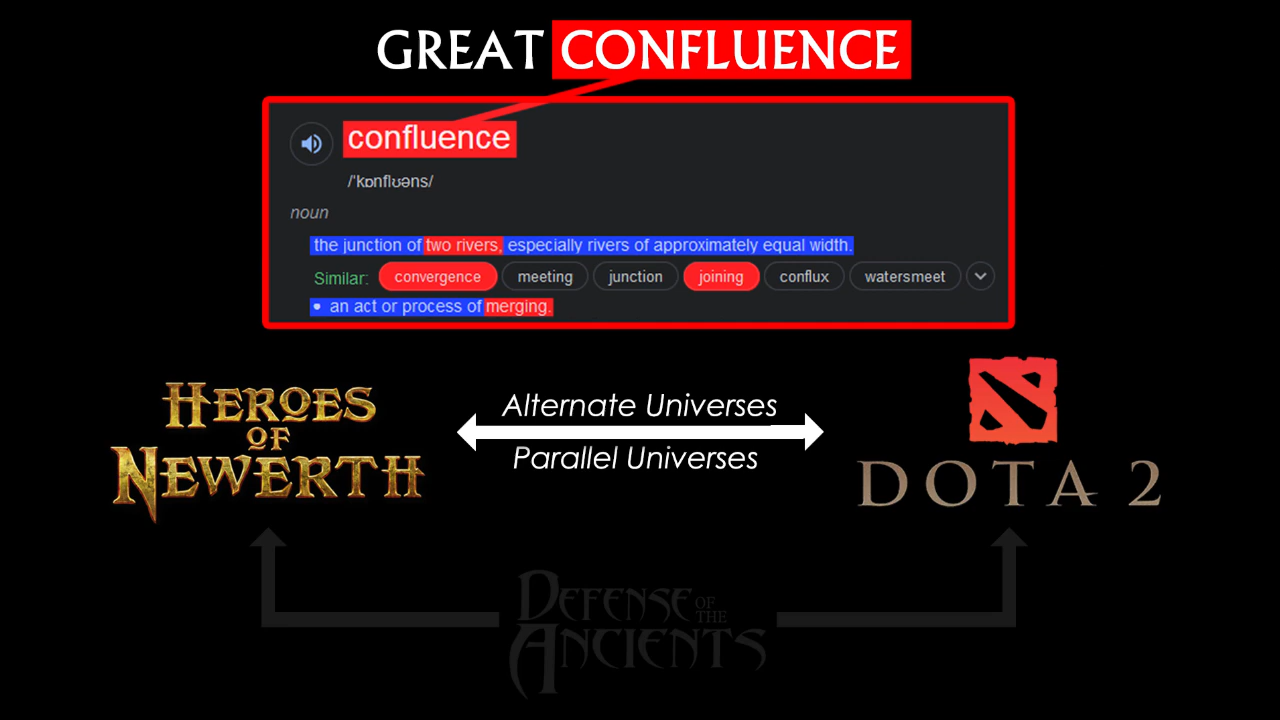 GREAT CONFLUENCE
confluence
/ˈkɒnflʊəns/
noun
the junction of two rivers, especially rivers of approximately equal width.
Similar: convergence meeting junction joining conflux watersmeet
• an act or process of merging.
HEROES
OF
NEWERTH
Alternate Universes
Parallel Universes
DOTA 2
DEFENSE OF THE
ANCIENTS